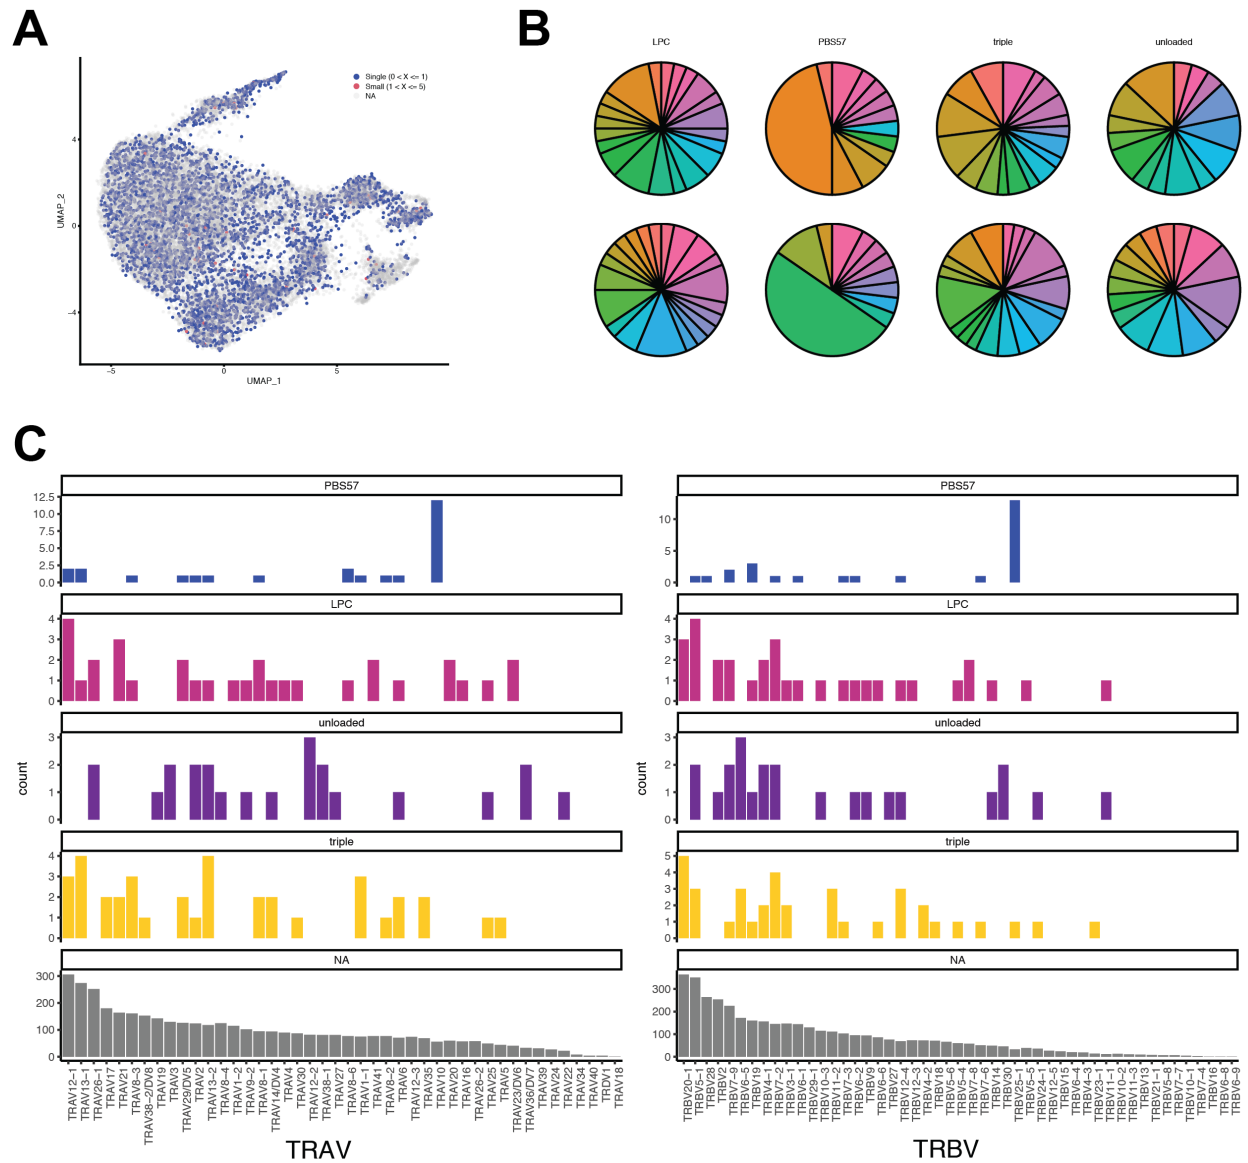 A
B
LPC
PBS57
triple
unloaded
Single (0 < X <= 1)
Small (1 < X <= 5)
NA
UMAP_2
4
0
−4
−5
0
5
UMAP_1
C
PBS57
12.5
10.0
7.5
5.0
2.5
0.0
LPC
4
3
2
1
0
unloaded
3
2
1
0
triple
4
3
2
1
0
NA
300
200
100
0
count
TRAV12−1
TRAV13−1
TRAV26−1
TRAV17
TRAV21
TRAV8−3
TRAV38−2/DV8
TRAV19
TRAV3
TRAV29/DV5
TRAV2
TRAV13−2
TRAV8−4
TRAV1−2
TRAV9−2
TRAV8−1
TRAV14/DV4
TRAV4
TRAV30
TRAV12−2
TRAV38−1
TRAV27
TRAV8−6
TRAV1−1
TRAV41
TRAV8−2
TRAV6
TRAV12−3
TRAV35
TRAV10
TRAV20
TRAV16
TRAV26−2
TRAV25
TRAV5
TRAV23/DV6
TRAV36/DV7
TRAV39
TRAV24
TRAV22
TRAV34
TRAV40
TRDV1
TRAV18
TRAV
PBS57
10
5
0
LPC
4
3
2
1
0
unloaded
3
2
1
0
triple
5
4
3
2
1
0
NA
300
200
100
0
count
TRBV20−1
TRBV5−1
TRBV28
TRBV2
TRBV7−9
TRBV6−5
TRBV19
TRBV4−1
TRBV7−2
TRBV3−1
TRBV6−1
TRBV29−1
TRBV10−3
TRBV11−2
TRBV7−3
TRBV6−2
TRBV9
TRBV6−6
TRBV27
TRBV12−4
TRBV12−3
TRBV4−2
TRBV18
TRBV5−6
TRBV5−4
TRBV7−8
TRBV7−6
TRBV14
TRBV30
TRBV25−1
TRBV5−5
TRBV24−1
TRBV12−5
TRBV15
TRBV6−4
TRBV4−3
TRBV23−1
TRBV11−1
TRBV10−2
TRBV11−3
TRBV13
TRBV21−1
TRBV5−8
TRBV7−7
TRBV10−1
TRBV7−4
TRBV16
TRBV6−8
TRBV6−9
TRBV